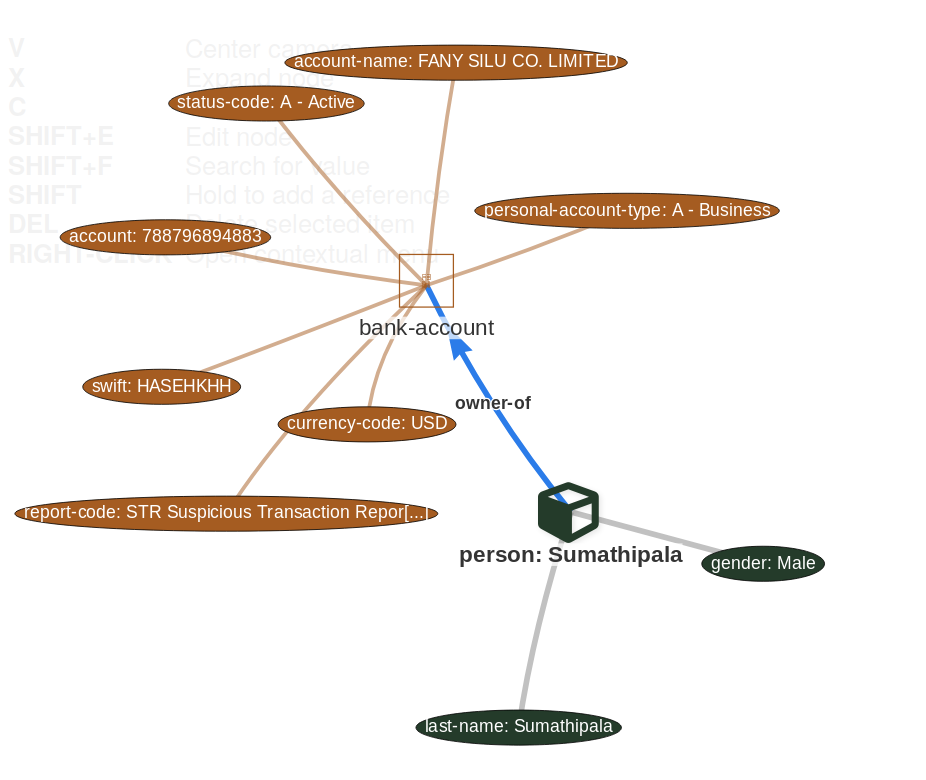 V Center camera
account-name: FANY SILU CO. LIMITED
X Expand node
status-code: A - Active
C
SHIFT+E Edit node
SHIFT+F Search for value
SHIFT Hold to add a reference
personal-account-type: A - Business
DEL Delete selected item
account: 788796894883
RIGHT-CLICK Open contextual menu
bank-account
swift: HASEHKHH
owner-of
currency-code: USD
report-code: STR Suspicious Transaction Repor[...]
person: Sumathipala
gender: Male
last-name: Sumathipala